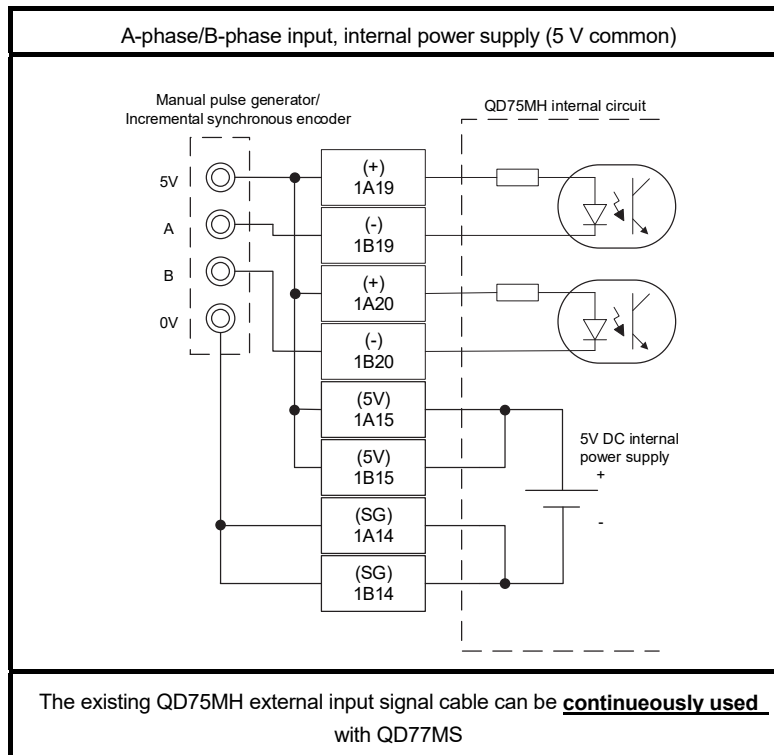 A-phase/B-phase input, internal power supply (5 V common)
Manual pulse generator/
Incremental synchronous encoder
QD75MH internal circuit
5V
A
B
0V
(+)
1A19
(-)
1B19
(+)
1A20
(-)
1B20
(5V)
1A15
(5V)
1B15
(SG)
1A14
(SG)
1B14
5V DC internal
power supply
+
-
The existing QD75MH external input signal cable can be continueously used
with QD77MS